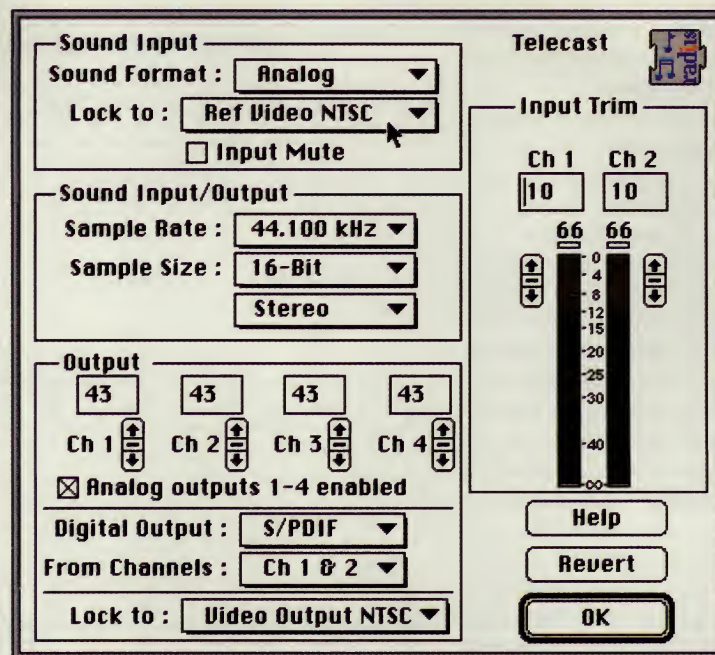 Sound Input
Sound Format : Analog
Lock to : Ref Video NTSC
Input Mute
Sound Input/Output
Sample Rate : 44.100 kHz
Sample Size : 16-Bit
Stereo
Output
43 43 43 43
Ch 1 Ch 2 Ch 3 Ch 4
Analog outputs 1-4 enabled
Digital Output : S/PDIF
From Channels : Ch 1 & 2
Lock to : Video Output NTSC
Telecast
radius
Input Trim
Ch 1 Ch 2
10 10
66 66
0
4
8
12
15
20
25
30
40
∞
Help
Revert
OK